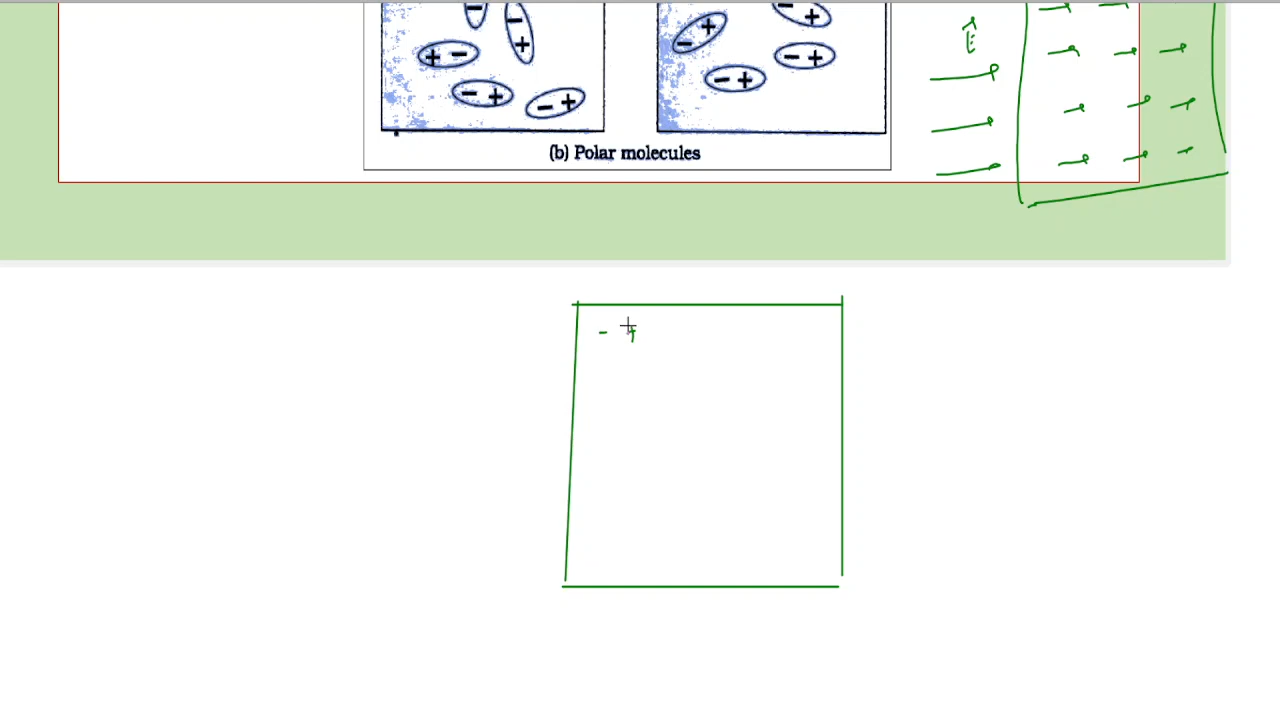 - - + - +
+ + - - +
- + - + - +
- +
E
(b) Polar molecules
- +